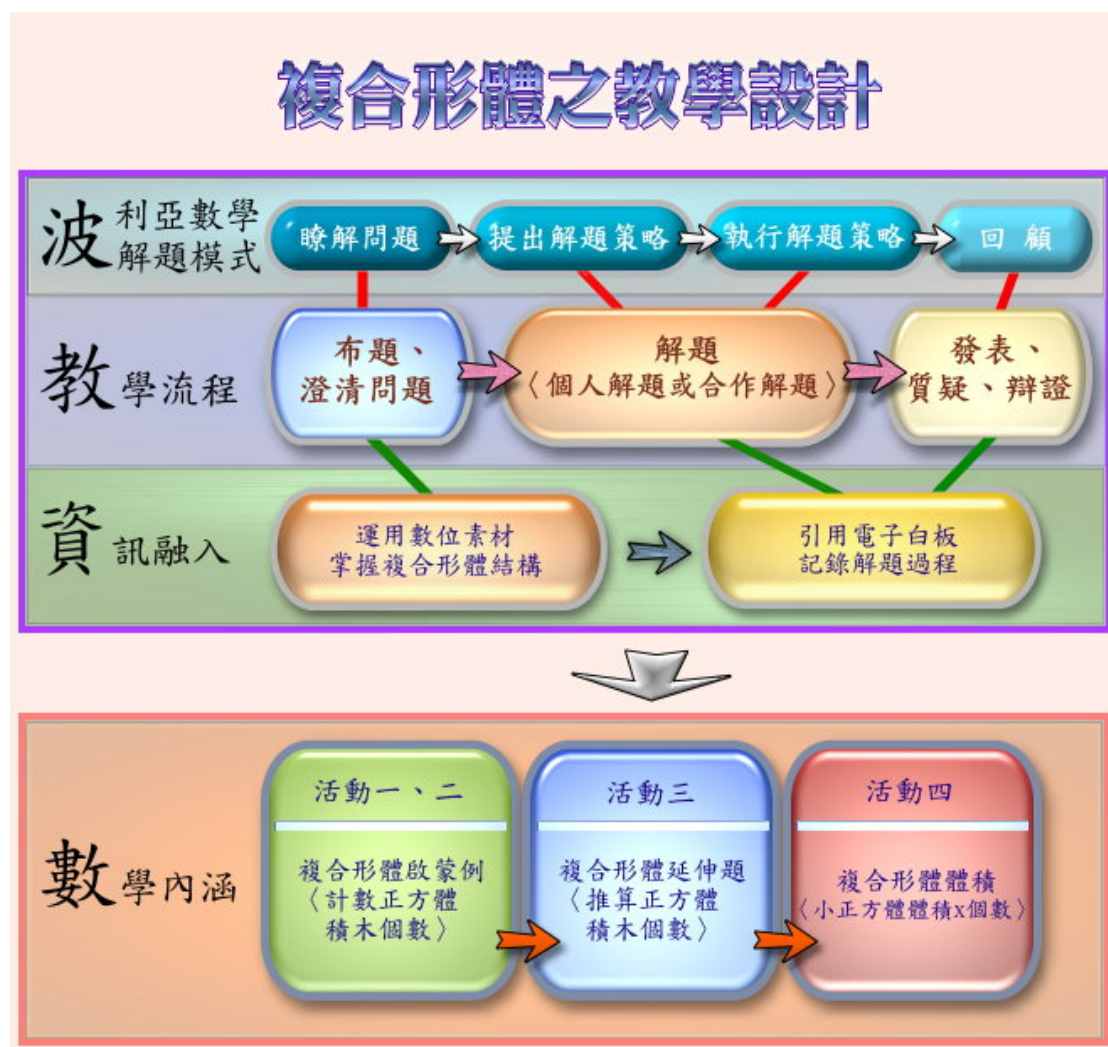 複合形體之教學設計
波利亞數學
解題模式
瞭解問題
提出解題策略
執行解題策略
回 顧
教學流程
布題、
澄清問題
解題
〈個人解題或合作解題〉
發表、
質疑、辯證
資訊融入
運用數位素材
掌握複合形體結構
引用電子白板
記錄解題過程
數學內涵
活動一、二
複合形體啟蒙例
〈計數正方體
積木個數〉
活動三
複合形體延伸題
〈推算正方體
積木個數〉
活動四
複合形體體積
〈小正方體體積x個數〉